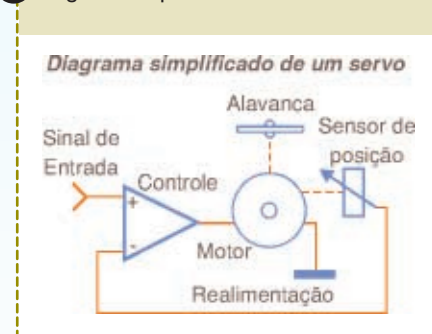 Diagrama simplificado de um servo
Alavanca
Sinal de
Entrada
Sensor de
posição
Controle
+
-
Motor
Realimentação